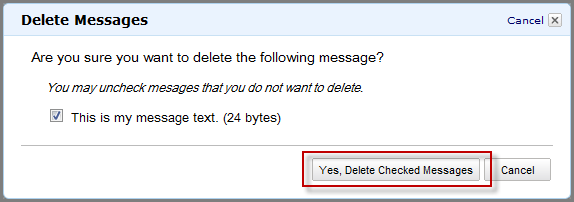 Delete Messages
Cancel
Are you sure you want to delete the following message?
You may uncheck mesages that you do not want to delete.
This is my message text. (24 bytes)
Yes, Delete Checked Messages
Cancel